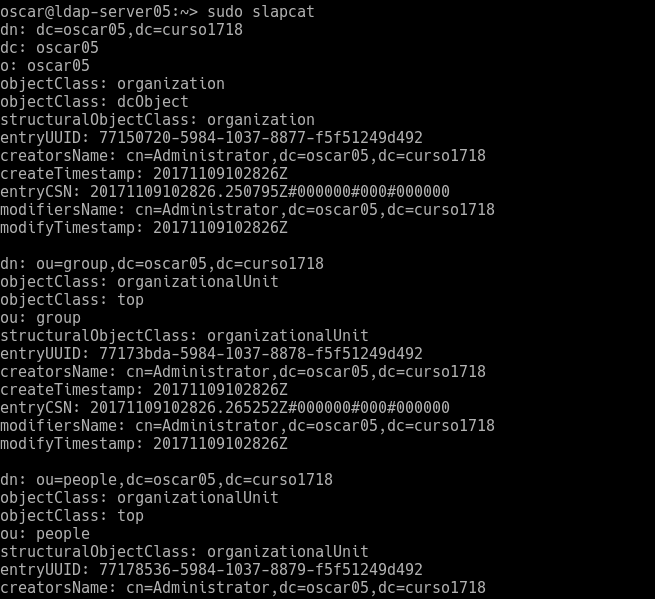 oscar@ldap-server05:~> sudo slapcat
dn: dc=oscar05,dc=curso1718
dc: oscar05
o: oscar05
objectClass: organization
objectClass: dcObject
structuralObjectClass: organization
entryUUID: 77150720-5984-1037-8877-f5f51249d492
creatorsName: cn=Administrator,dc=oscar05,dc=curso1718
createTimestamp: 20171109102826Z
entryCSN: 20171109102826.250795Z#000000#000#000000
modifiersName: cn=Administrator,dc=oscar05,dc=curso1718
modifyTimestamp: 20171109102826Z

dn: ou=group,dc=oscar05,dc=curso1718
objectClass: organizationalUnit
objectClass: top
ou: group
structuralObjectClass: organizationalUnit
entryUUID: 77173bda-5984-1037-8878-f5f51249d492
creatorsName: cn=Administrator,dc=oscar05,dc=curso1718
createTimestamp: 20171109102826Z
entryCSN: 20171109102826.265252Z#000000#000#000000
modifiersName: cn=Administrator,dc=oscar05,dc=curso1718
modifyTimestamp: 20171109102826Z

dn: ou=people,dc=oscar05,dc=curso1718
objectClass: organizationalUnit
objectClass: top
ou: people
structuralObjectClass: organizationalUnit
entryUUID: 77178536-5984-1037-8879-f5f51249d492
creatorsName: cn=Administrator,dc=oscar05,dc=curso1718